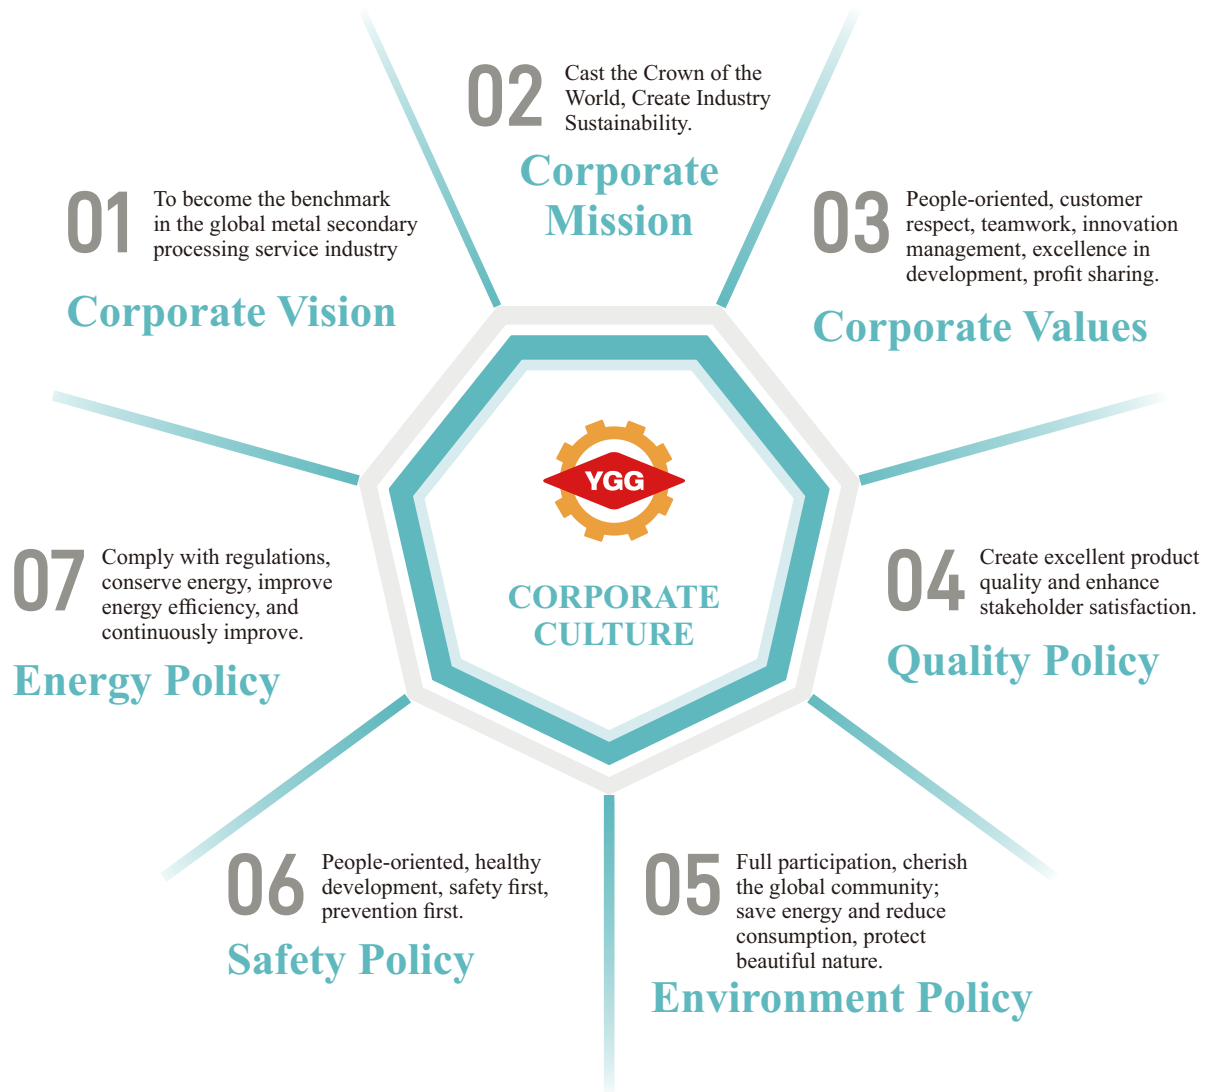 01
To become the benchmark
in the global metal secondary
processing service industry
Corporate Vision
02
Cast the Crown of the
World, Create Industry
Sustainability.
Corporate
Mission
03
People-oriented, customer
respect, teamwork, innovation
management, excellence in
development, profit sharing.
Corporate Values
04
Create excellent product
quality and enhance
stakeholder satisfaction.
Quality Policy
05
Full participation, cherish
the global community;
save energy and reduce
consumption, protect
beautiful nature.
Environment Policy
06
People-oriented, healthy
development, safety first,
prevention first.
Safety Policy
07
Comply with regulations,
conserve energy, improve
energy efficiency, and
continuously improve.
Energy Policy
YGG
CORPORATE
CULTURE